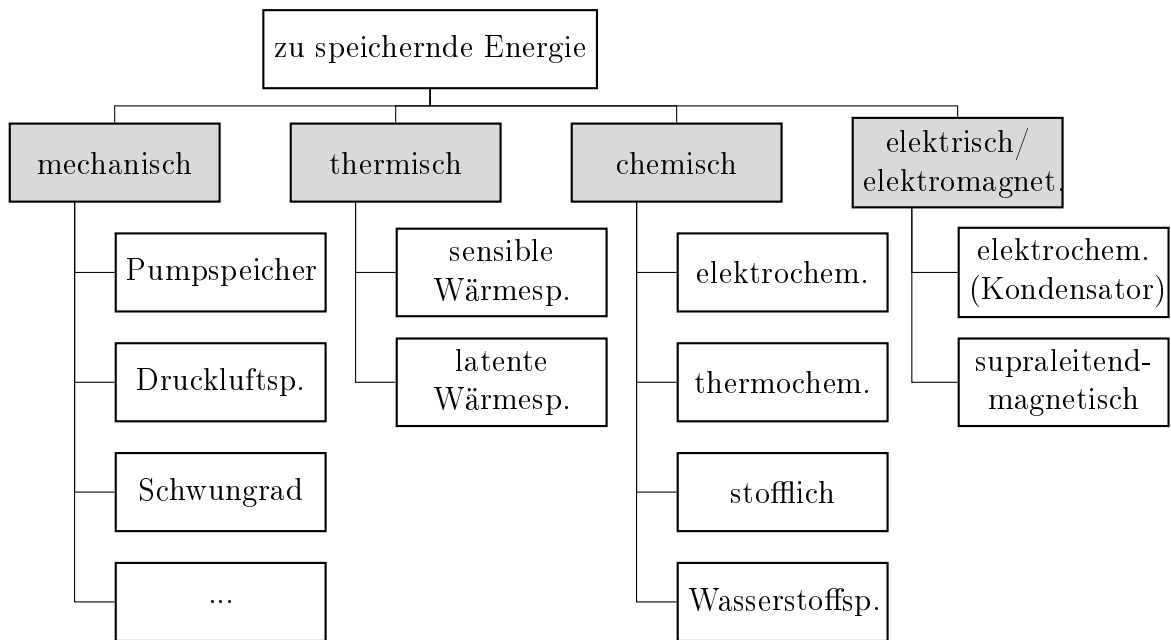 zu speichernde Energie
mechanisch
thermisch
chemisch
elektrisch/
elektromagnet.
Pumpspeicher
Druckluftsp.
Schwungrad
...
sensible
Wärmesp.
latente
Wärmesp.
elektrochem.
thermochem.
stofflich
Wasserstoffsp.
elektrochem.
(Kondensator)
supraleitend-
magnetisch